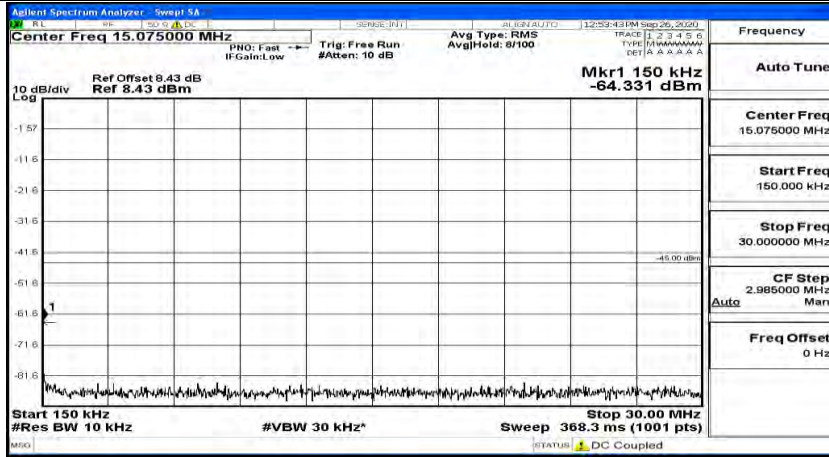 Agilent Spectrum Analyzer - Swept SA
RL RF 50 Ω DC SENSE:INT ALIGN AUTO 12:53:43 PM Sep 26, 2020
Center Freq 15.075000 MHz
PNO: Fast
IFGain:Low
Trig: Free Run
#Atten: 10 dB
Avg Type: RMS
Avg|Hold: 8/100
TRACE 1 2 3 4 5 6
TYPE MWWWWW
DET A A A A A A
Ref Offset 8.43 dB
Ref 8.43 dBm
10 dB/div
Log
Mkr1 150 kHz
-64.331 dBm
-1.57
-11.6
-21.6
-31.6
-41.6
-45.00 dBm
-51.6
-61.6
1
-71.6
-81.6
Start 150 kHz
Stop 30.00 MHz
#Res BW 10 kHz
#VBW 30 kHz*
Sweep 368.3 ms (1001 pts)
MSG
STATUS
DC Coupled
Frequency
Auto Tune
Center Freq
15.075000 MHz
Start Freq
150.000 kHz
Stop Freq
30.000000 MHz
CF Step
2.985000 MHz
Auto Man
Freq Offset
0 Hz